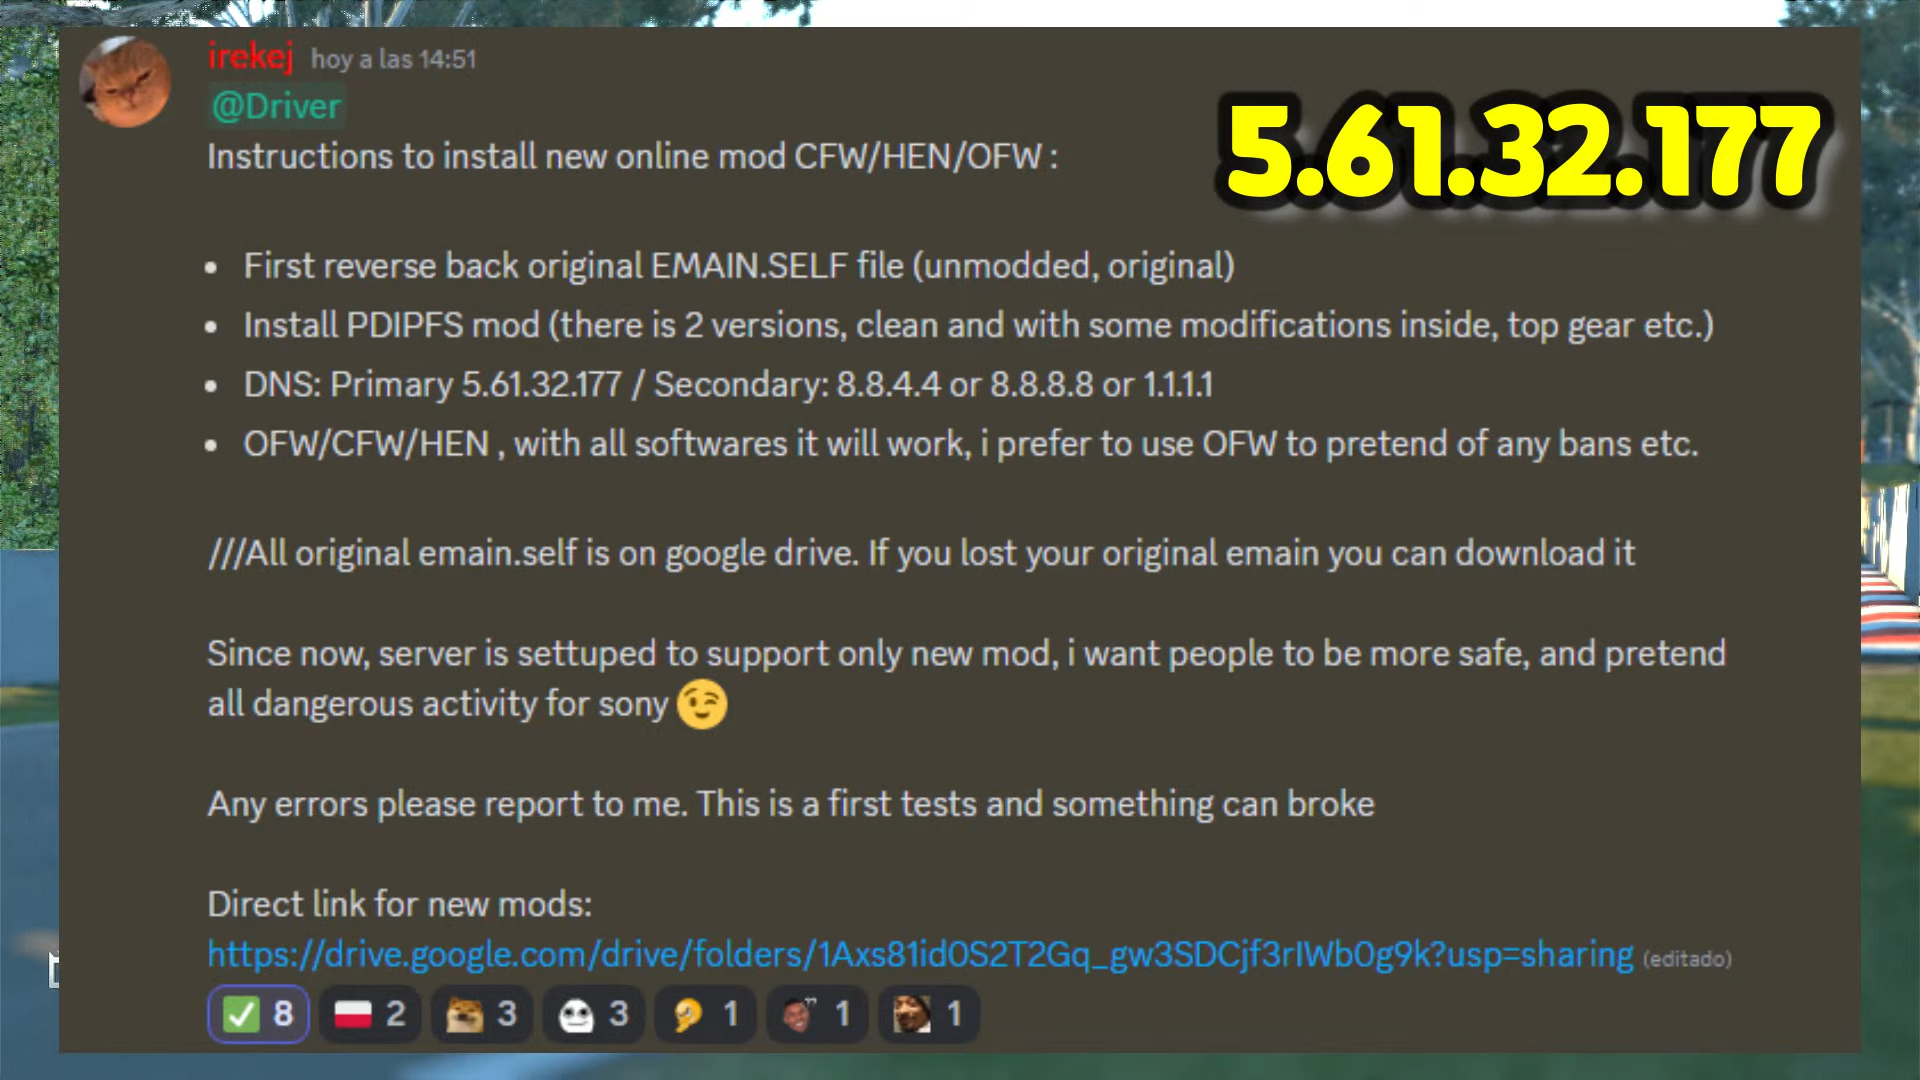 irekej hoy a las 14:51
@Driver
5.61.32.177
Instructions to install new online mod CFW/HEN/OFW :
• First reverse back original EMAIN.SELF file (unmodded, original)
• Install PDIPFS mod (there is 2 versions, clean and with some modifications inside, top gear etc.)
• DNS: Primary 5.61.32.177 / Secondary: 8.8.4.4 or 8.8.8.8 or 1.1.1.1
• OFW/CFW/HEN , with all softwares it will work, i prefer to use OFW to pretend of any bans etc.
///All original emain.self is on google drive. If you lost your original emain you can download it
Since now, server is settuped to support only new mod, i want people to be more safe, and pretend
all dangerous activity for sony 😉
Any errors please report to me. This is a first tests and something can broke
Direct link for new mods:
https://drive.google.com/drive/folders/1Axs81id0S2T2Gq_gw3SDCjf3rIWb0g9k?usp=sharing (editado)
8 2 3 3 1 1 1